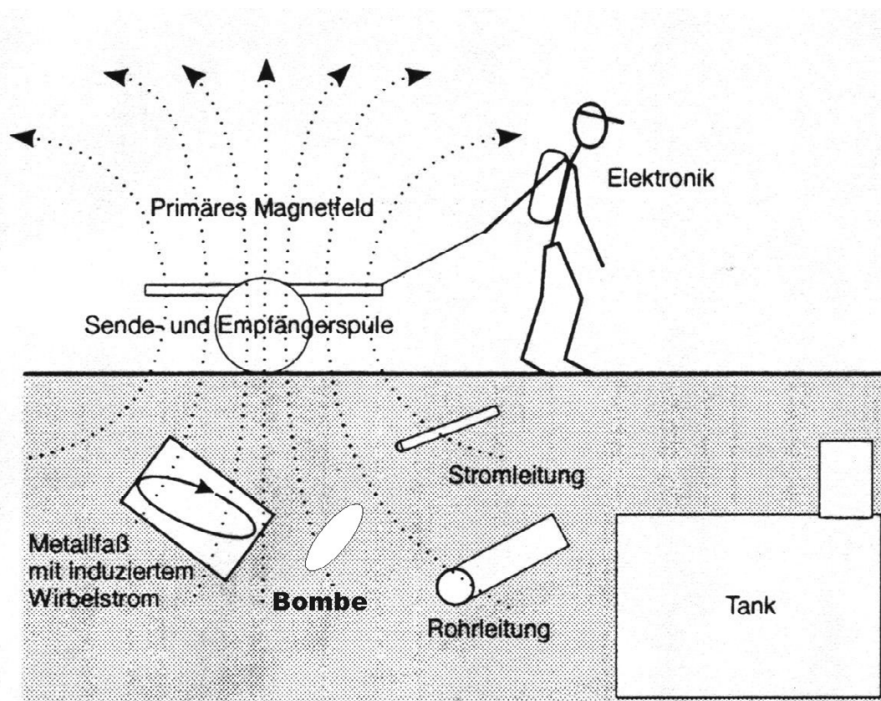 Elektronik
Primäres Magnetfeld
Sende- und Empfängerspule
Stromleitung
Metallfaß
mit induziertem
Wirbelstrom
Bombe
Rohrleitung
Tank